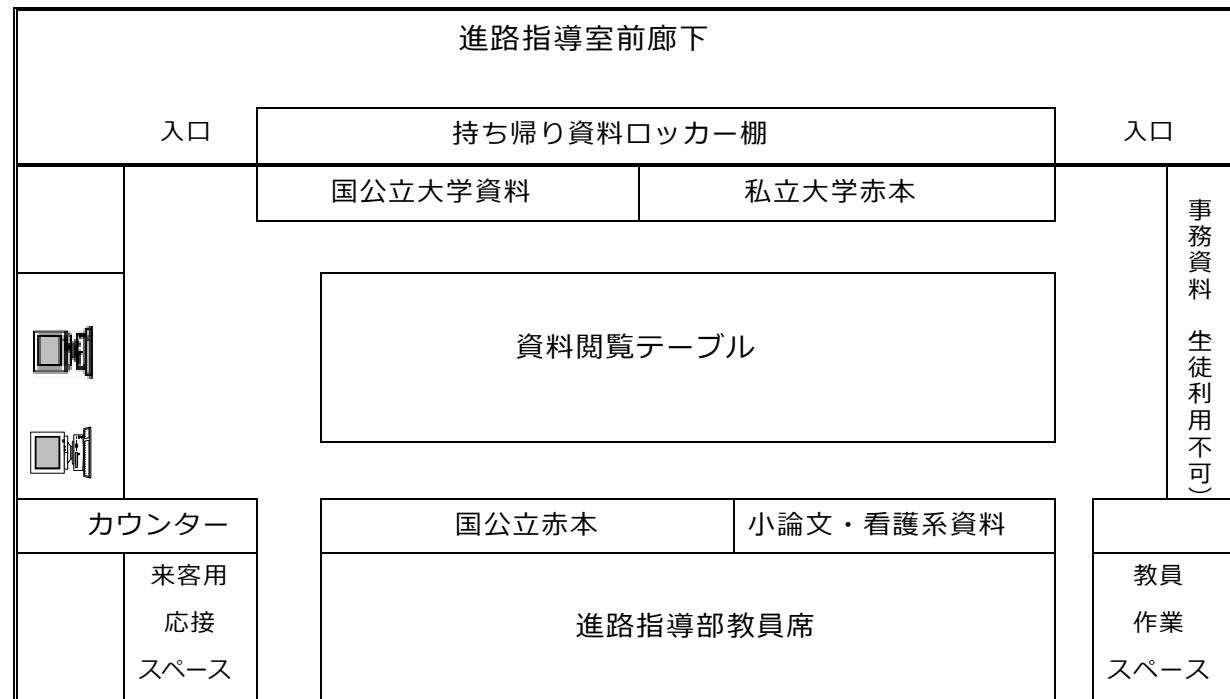 進路指導室前廊下
入口
持ち帰り資料ロッカー棚
入口
国公立大学資料
私立大学赤本
事務資料　生徒利用不可）
資料閲覧テーブル
カウンター
国公立赤本
小論文・看護系資料
来客用
応接
スペース
進路指導部教員席
教員
作業
スペース